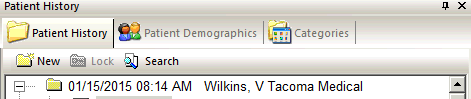 Patient History
Patient History Patient Demographics Categories
New Lock Search
01/15/2015 08:14 AM Wilkins, V Tacoma Medical